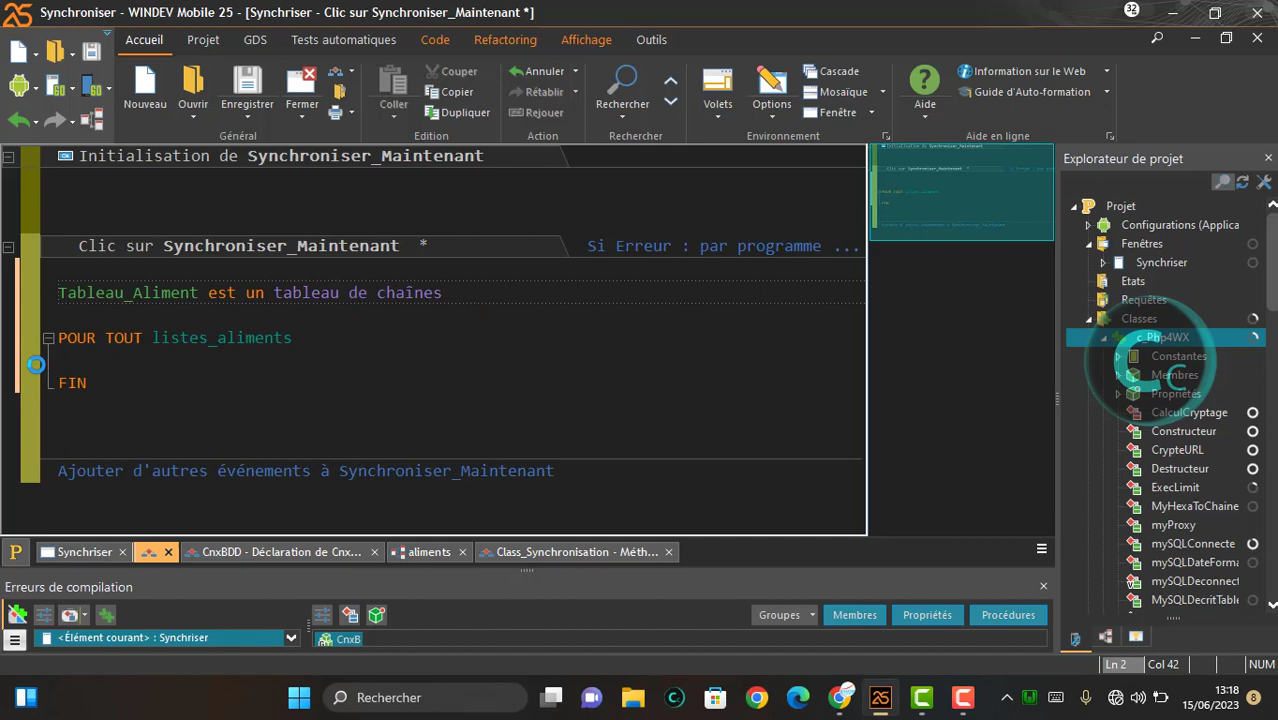 Synchroniser - WINDEV Mobile 25 - [Synchriser - Clic sur Synchroniser_Maintenant *]
32
Accueil
Projet
GDS
Tests automatiques
Code
Refactoring
Affichage
Outils
Nouveau
Ouvrir
Enregistrer
Fermer
Général
Coller
Couper
Copier
Dupliquer
Edition
Annuler
Rétablir
Rejouer
Action
Rechercher
Rechercher
Volets
Options
Cascade
Mosaïque
Fenêtre
Environnement
Aide
Information sur le Web
Guide d'Auto-formation
Aide en ligne
Initialisation de Synchroniser_Maintenant
Clic sur Synchroniser_Maintenant *
Si Erreur : par programme ...
Tableau_Aliment est un tableau de chaînes
POUR TOUT listes_aliments
FIN
Ajouter d'autres événements à Synchroniser_Maintenant
Explorateur de projet
Projet
Configurations (Applica
Fenêtres
Synchriser
Etats
Requêtes
Classes
c_Php4WX
Constantes
Membres
Propriétés
CalculCryptage
Constructeur
CrypteURL
Destructeur
ExecLimit
MyHexaToChaine
myProxy
mySQLConnecte
mySQLDateForma
mySQLDeconnect
MySQLDecritTable
Synchriser
CnxBDD - Déclaration de Cnx...
aliments
Class_Synchronisation - Méth...
Erreurs de compilation
Groupes
Membres
Propriétés
Procédures
<Élément courant> : Synchriser
CnxB
Ln 2
Col 42
NUM
Rechercher
13:18
15/06/2023
8